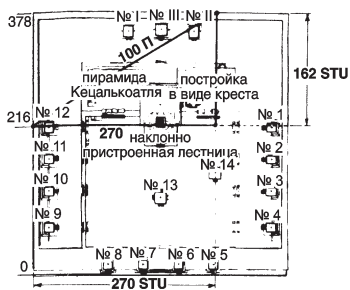 378
№ I № III № II
100 П
162 STU
пирамида
Кецалькоатля
постройка
в виде креста
216
№ 12
270
№ 1
наклонно
пристроенная лестница
№ 11
№ 2
№ 14
№ 10
№ 13
№ 3
№ 9
№ 4
0
№ 8 № 7 № 6 № 5
270 STU